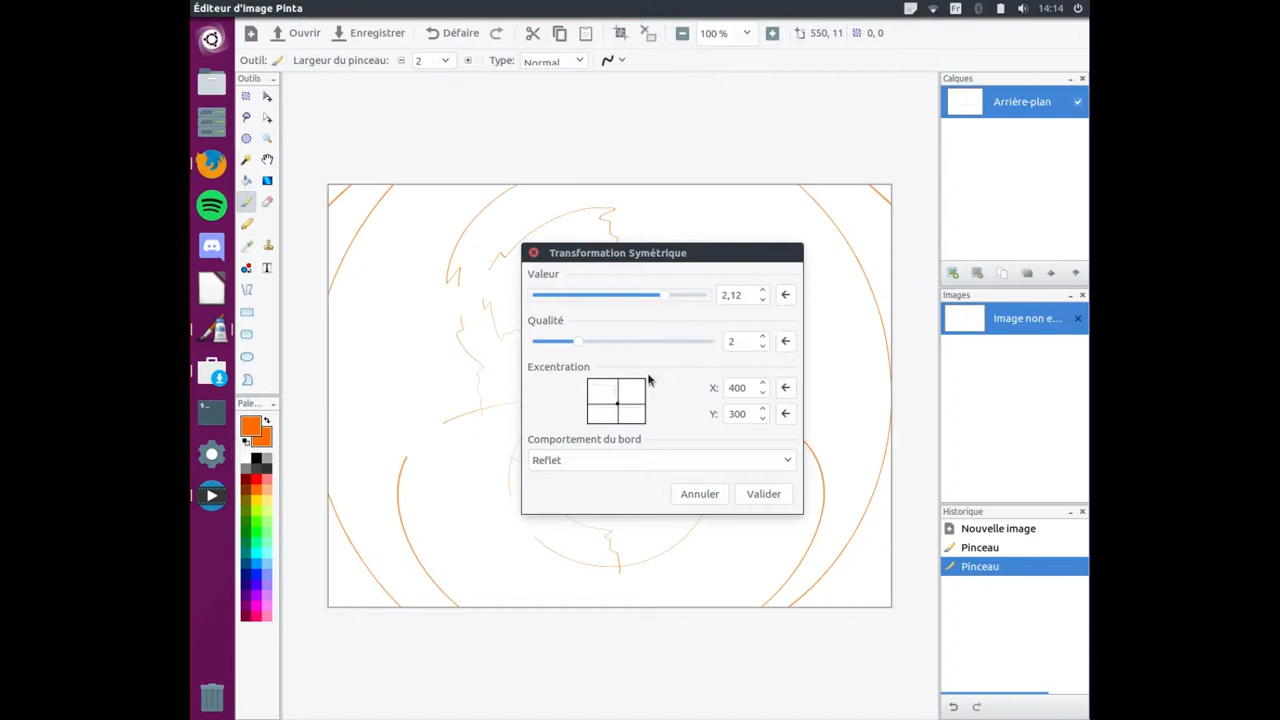 Éditeur d'image Pinta
Fr
14:14
Ouvrir
Enregistrer
Défaire
100 %
550, 11
0, 0
Outil:
Largeur du pinceau:
2
Type:
Normal
Outils
Calques
Arrière-plan
Transformation Symétrique
Valeur
2,12
Qualité
2
Excentration
X:
400
Y:
300
Comportement du bord
Reflet
Annuler
Valider
Images
Image non e...
Pale...
Historique
Nouvelle image
Pinceau
Pinceau